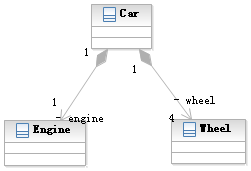 Car
1
1
- wheel
1
- engine
4
Engine
Wheel